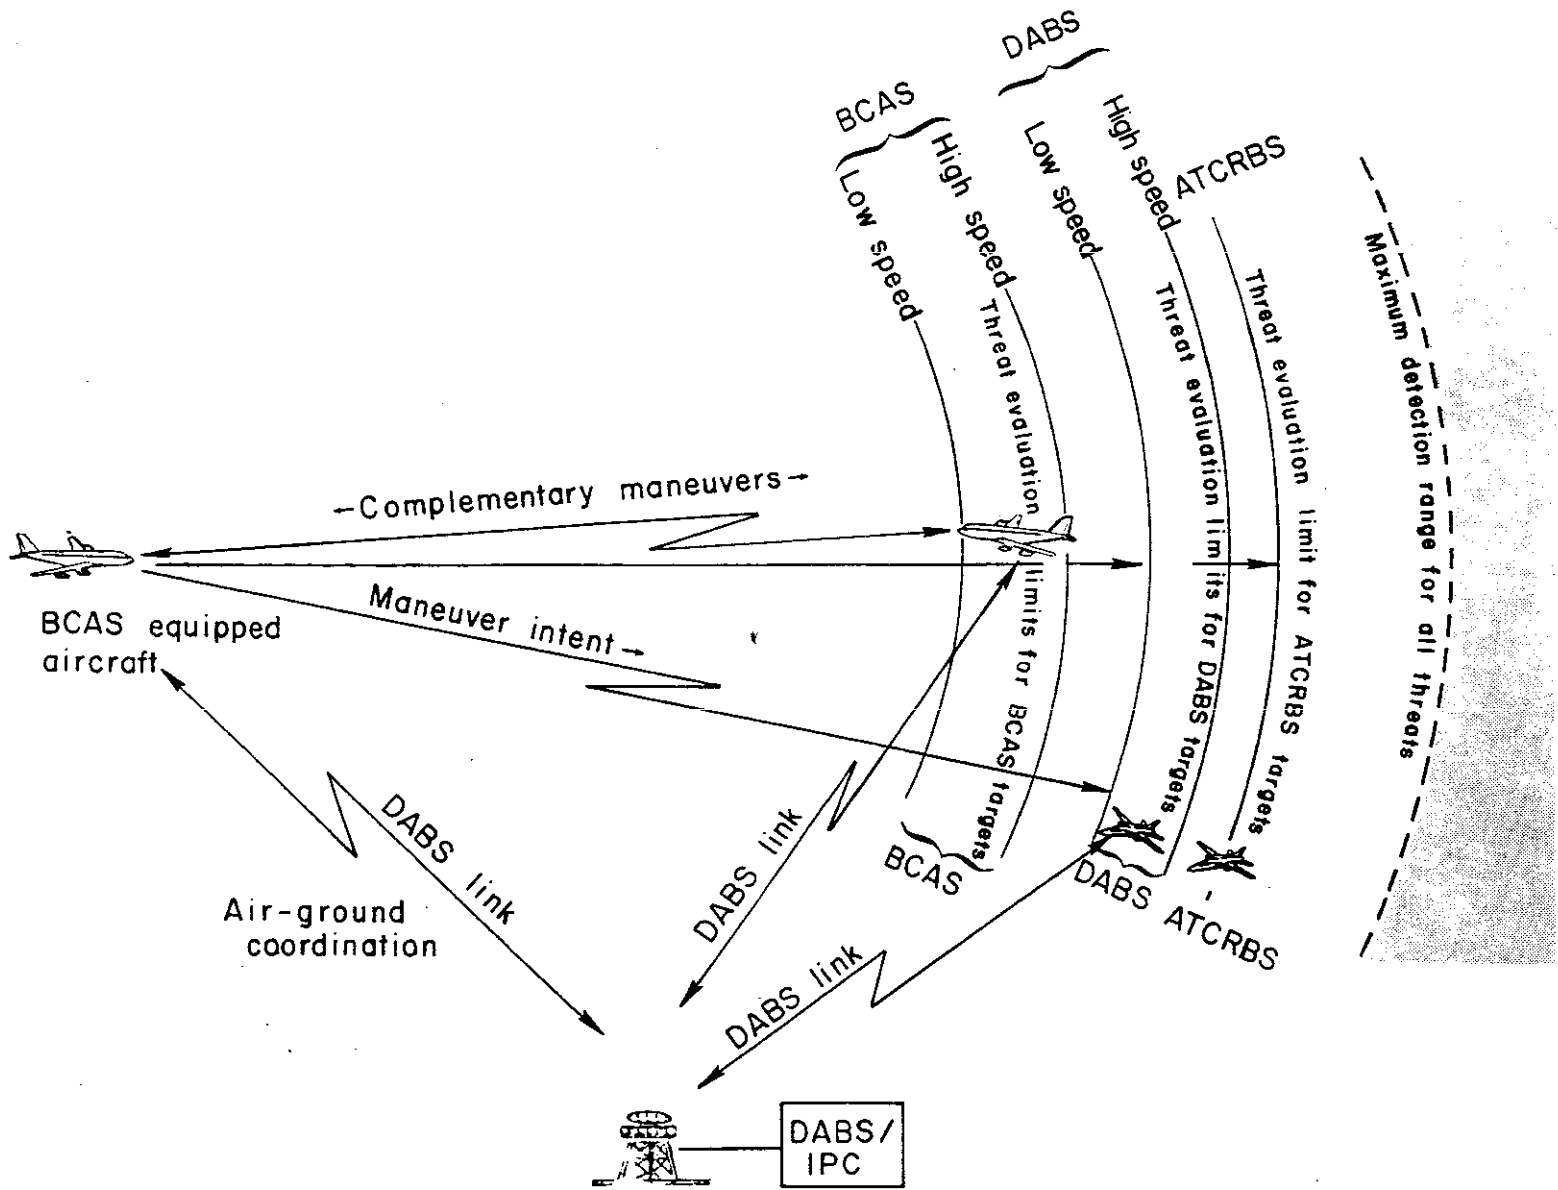 DABS
BCAS
High speed
Low speed
High speed
Low speed
ATCRBS
Threat evaluation limits for BCAS targets
Threat evaluation limits for DABS targets
Threat evaluation limit for ATCRBS targets
Maximum detection range for all threats
Complementary maneuvers
BCAS equipped
aircraft
Maneuver intent
DABS link
DABS link
DABS link
Air-ground
coordination
BCAS
DABS
ATCRBS
DABS/
IPC